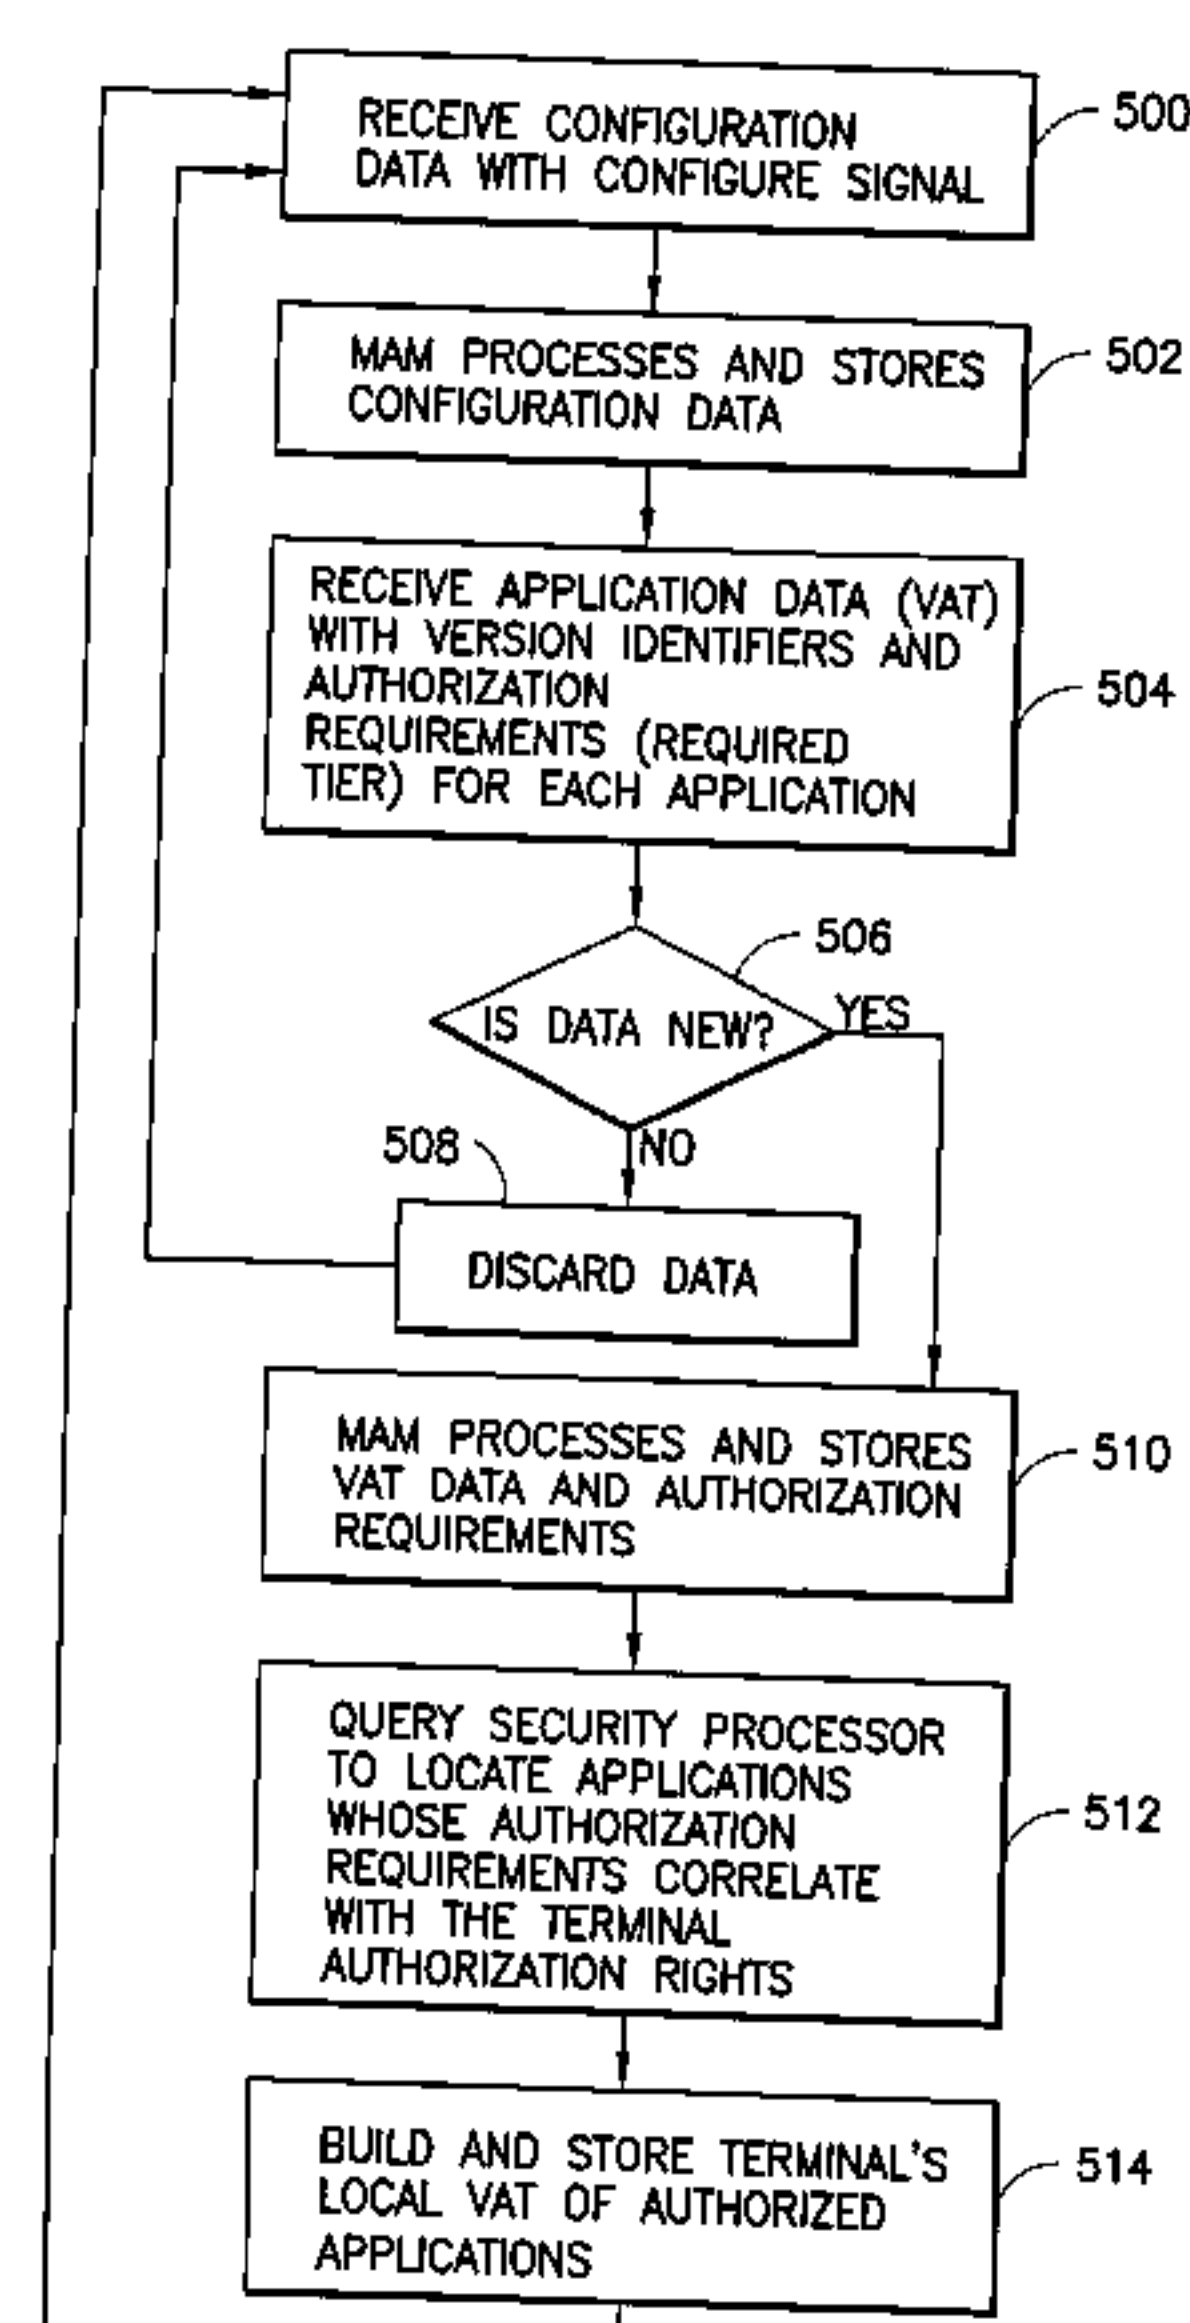 RECEIVE CONFIGURATION
DATA WITH CONFIGURE SIGNAL
500
MAM PROCESSES AND STORES
CONFIGURATION DATA
502
RECEIVE APPLICATION DATA (VAT)
WITH VERSION IDENTIFIERS AND
AUTHORIZATION
REQUIREMENTS (REQUIRED
TIER) FOR EACH APPLICATION
504
506
IS DATA NEW?
YES
NO
508
DISCARD DATA
MAM PROCESSES AND STORES
VAT DATA AND AUTHORIZATION
REQUIREMENTS
510
QUERY SECURITY PROCESSOR
TO LOCATE APPLICATIONS
WHOSE AUTHORIZATION
REQUIREMENTS CORRELATE
WITH THE TERMINAL
AUTHORIZATION RIGHTS
512
BUILD AND STORE TERMINAL'S
LOCAL VAT OF AUTHORIZED
APPLICATIONS
514